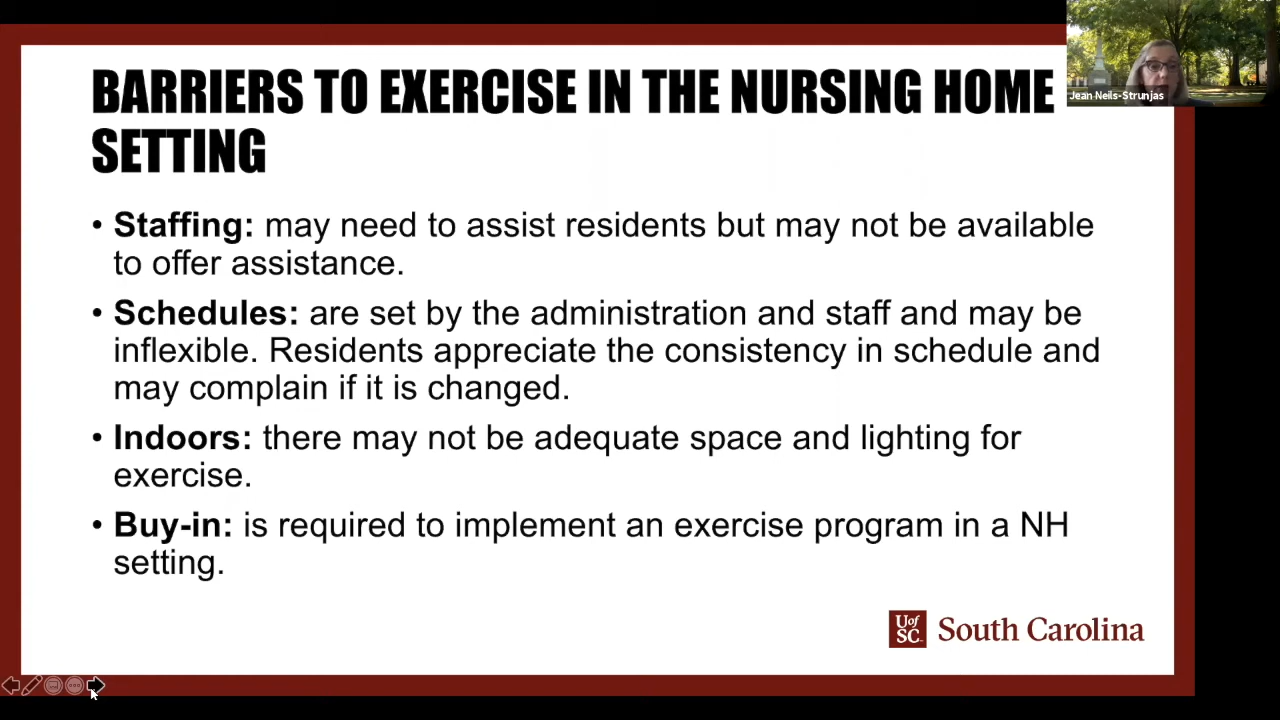 BARRIERS TO EXERCISE IN THE NURSING HOME
SETTING
Jean Neils-Strunjas
• Staffing: may need to assist residents but may not be available
to offer assistance.
• Schedules: are set by the administration and staff and may be
inflexible. Residents appreciate the consistency in schedule and
may complain if it is changed.
• Indoors: there may not be adequate space and lighting for
exercise.
• Buy-in: is required to implement an exercise program in a NH
setting.
UofSC South Carolina